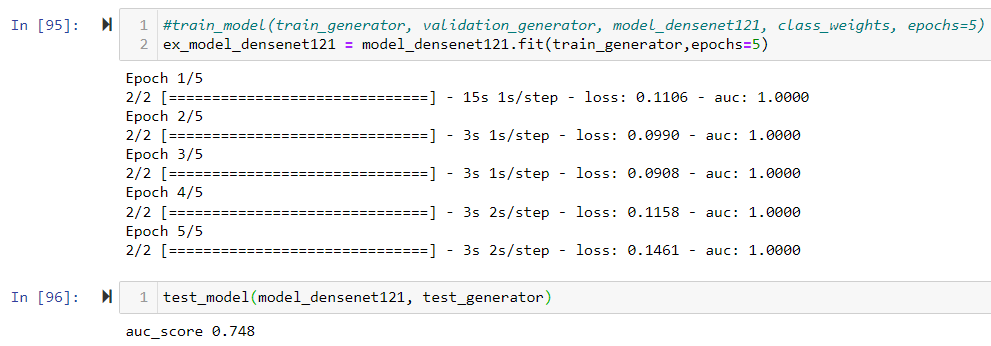 In [95]:
1 #train_model(train_generator, validation_generator, model_densenet121, class_weights, epochs=5)
2 ex_model_densenet121 = model_densenet121.fit(train_generator,epochs=5)
Epoch 1/5
2/2 [==============================] - 15s 1s/step - loss: 0.1106 - auc: 1.0000
Epoch 2/5
2/2 [==============================] - 3s 1s/step - loss: 0.0990 - auc: 1.0000
Epoch 3/5
2/2 [==============================] - 3s 1s/step - loss: 0.0908 - auc: 1.0000
Epoch 4/5
2/2 [==============================] - 3s 2s/step - loss: 0.1158 - auc: 1.0000
Epoch 5/5
2/2 [==============================] - 3s 2s/step - loss: 0.1461 - auc: 1.0000
In [96]:
1 test_model(model_densenet121, test_generator)
auc_score 0.748